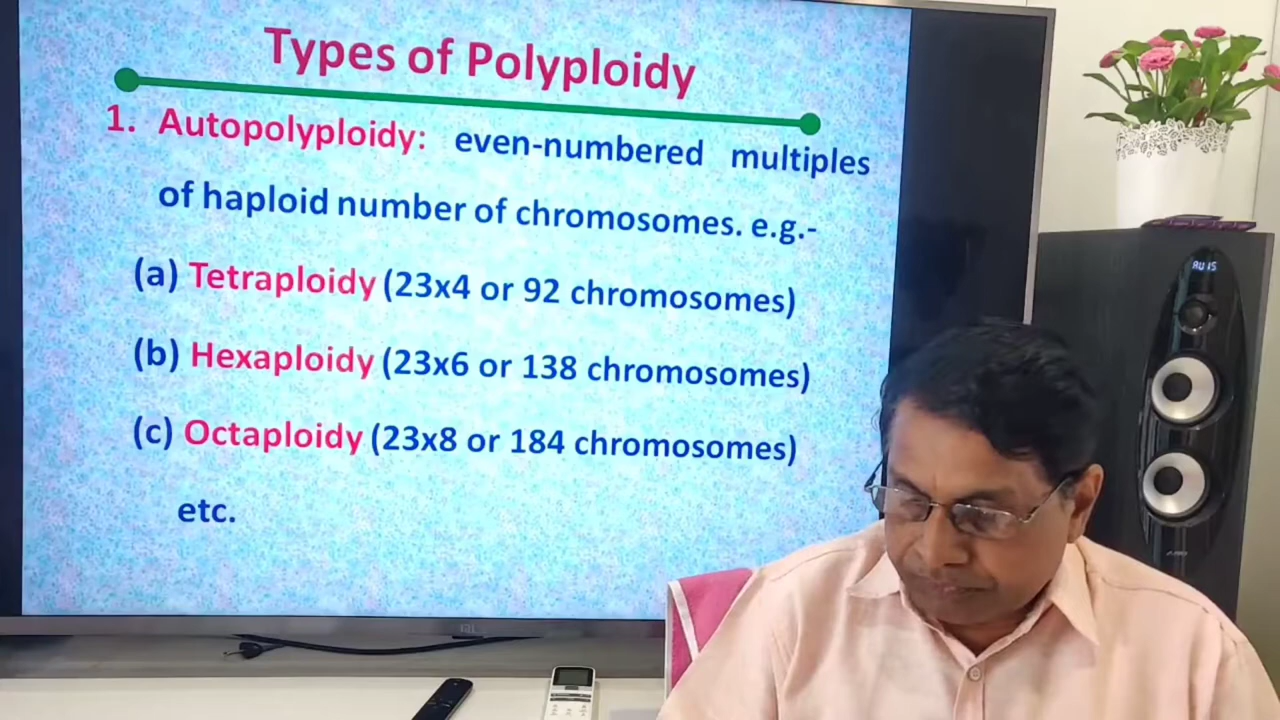 Types of Polyploidy
1. Autopolyploidy: even-numbered multiples
of haploid number of chromosomes. e.g.-
(a) Tetraploidy (23x4 or 92 chromosomes)
(b) Hexaploidy (23x6 or 138 chromosomes)
(c) Octaploidy (23x8 or 184 chromosomes)
etc.